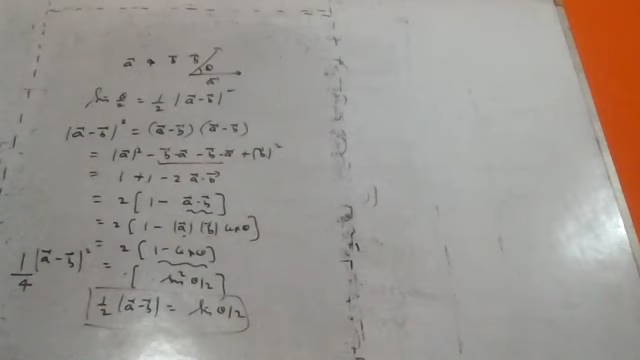 a⃗ & b⃗ b⃗ θ a⃗
sin θ/2 = 1/2 |a⃗-b⃗|
|a⃗-b⃗|² = (a⃗-b⃗) (a⃗-b⃗)
= |a⃗|² - b⃗·a⃗ - b⃗·a⃗ + |b⃗|²
= 1 + 1 - 2 a⃗·b⃗
= 2 [1 - a⃗·b⃗]
= 2 [1 - |a⃗| |b⃗| cos θ]
= 2 [1 - cos θ]
1/4 |a⃗-b⃗|² = [sin² θ/2]
1/2 |a⃗-b⃗| = sin θ/2